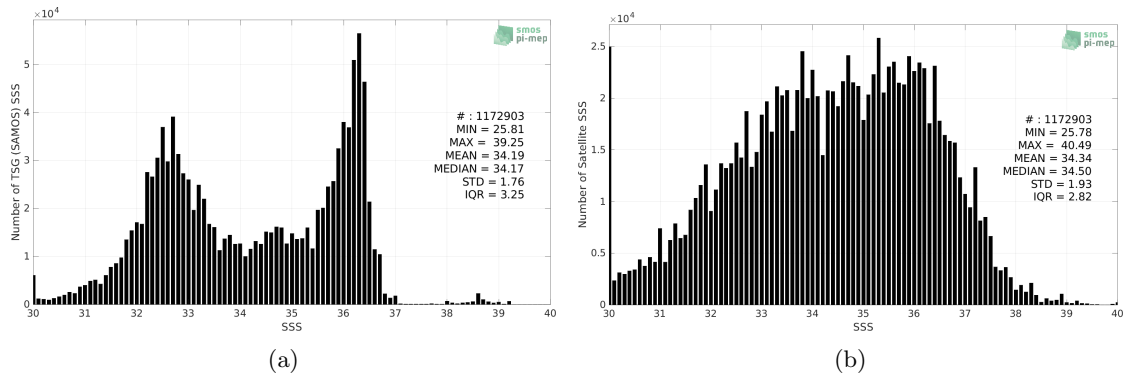 ×10⁴
×10⁴
smos
pi-mep
smos
pi-mep
Number of TSG (SAMOS) SSS
5
4
3
2
1
0
# : 1172903
MIN = 25.81
MAX = 39.25
MEAN = 34.19
MEDIAN = 34.17
STD = 1.76
IQR = 3.25
30 31 32 33 34 35 36 37 38 39 40
SSS
(a)
Number of Satellite SSS
2.5
2
1.5
1
0.5
0
# : 1172903
MIN = 25.78
MAX = 40.49
MEAN = 34.34
MEDIAN = 34.50
STD = 1.93
IQR = 2.82
30 31 32 33 34 35 36 37 38 39 40
SSS
(b)